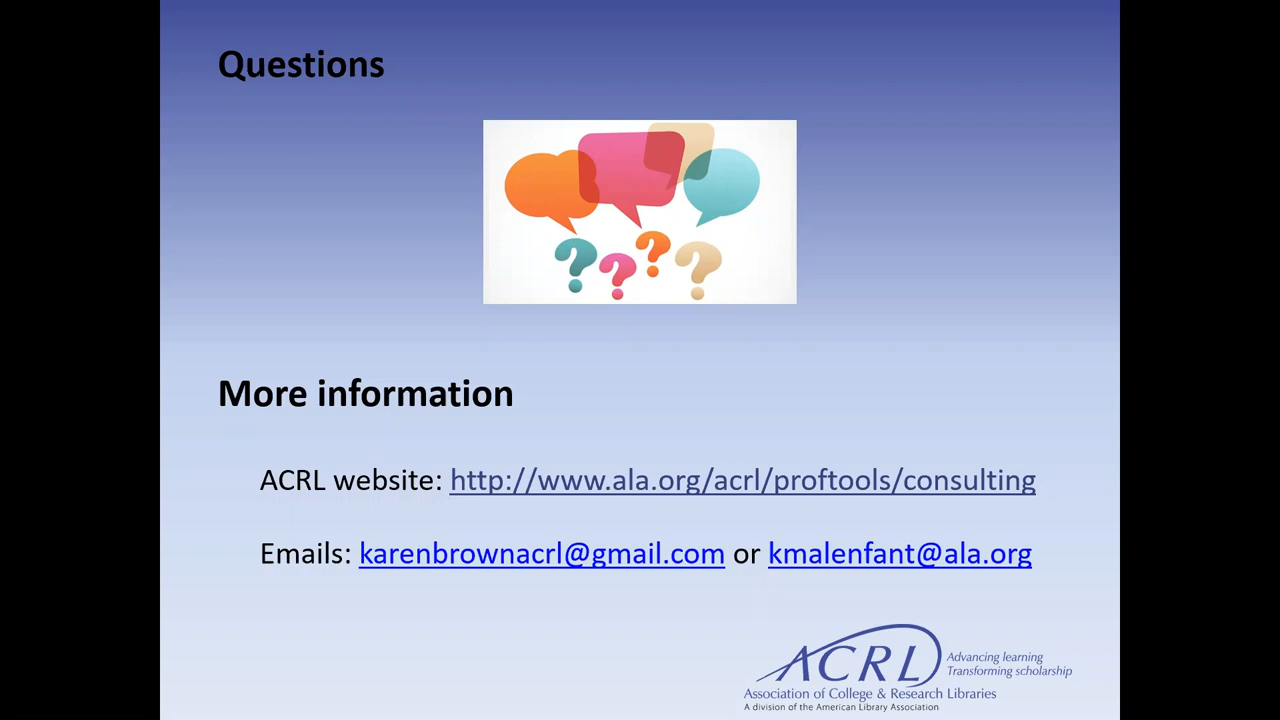 Questions
? ? ? ?
More information
ACRL website: http://www.ala.org/acrl/proftools/consulting
Emails: karenbrownacrl@gmail.com or kmalenfant@ala.org
ACRL
Advancing learning
Transforming scholarship
Association of College & Research Libraries
A division of the American Library Association